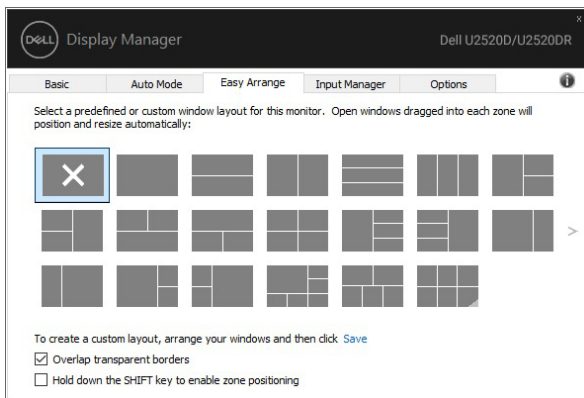 DELL Display Manager
x
Dell U2520D/U2520DR
Basic Auto Mode Easy Arrange Input Manager Options i
Select a predefined or custom window layout for this monitor. Open windows dragged into each zone will
position and resize automatically:
>
To create a custom layout, arrange your windows and then click Save
Overlap transparent borders
Hold down the SHIFT key to enable zone positioning